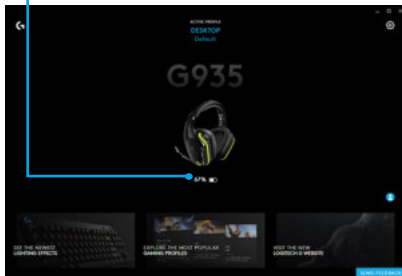 ACTIVE PROFILE
DESKTOP
Default
G935
67%
SEE THE NEWEST
LIGHTING EFFECTS
EXPLORE THE MOST POPULAR
GAMING PROFILES
VISIT THE NEW
LOGITECH G WEBSITE
SEND FEEDBACK